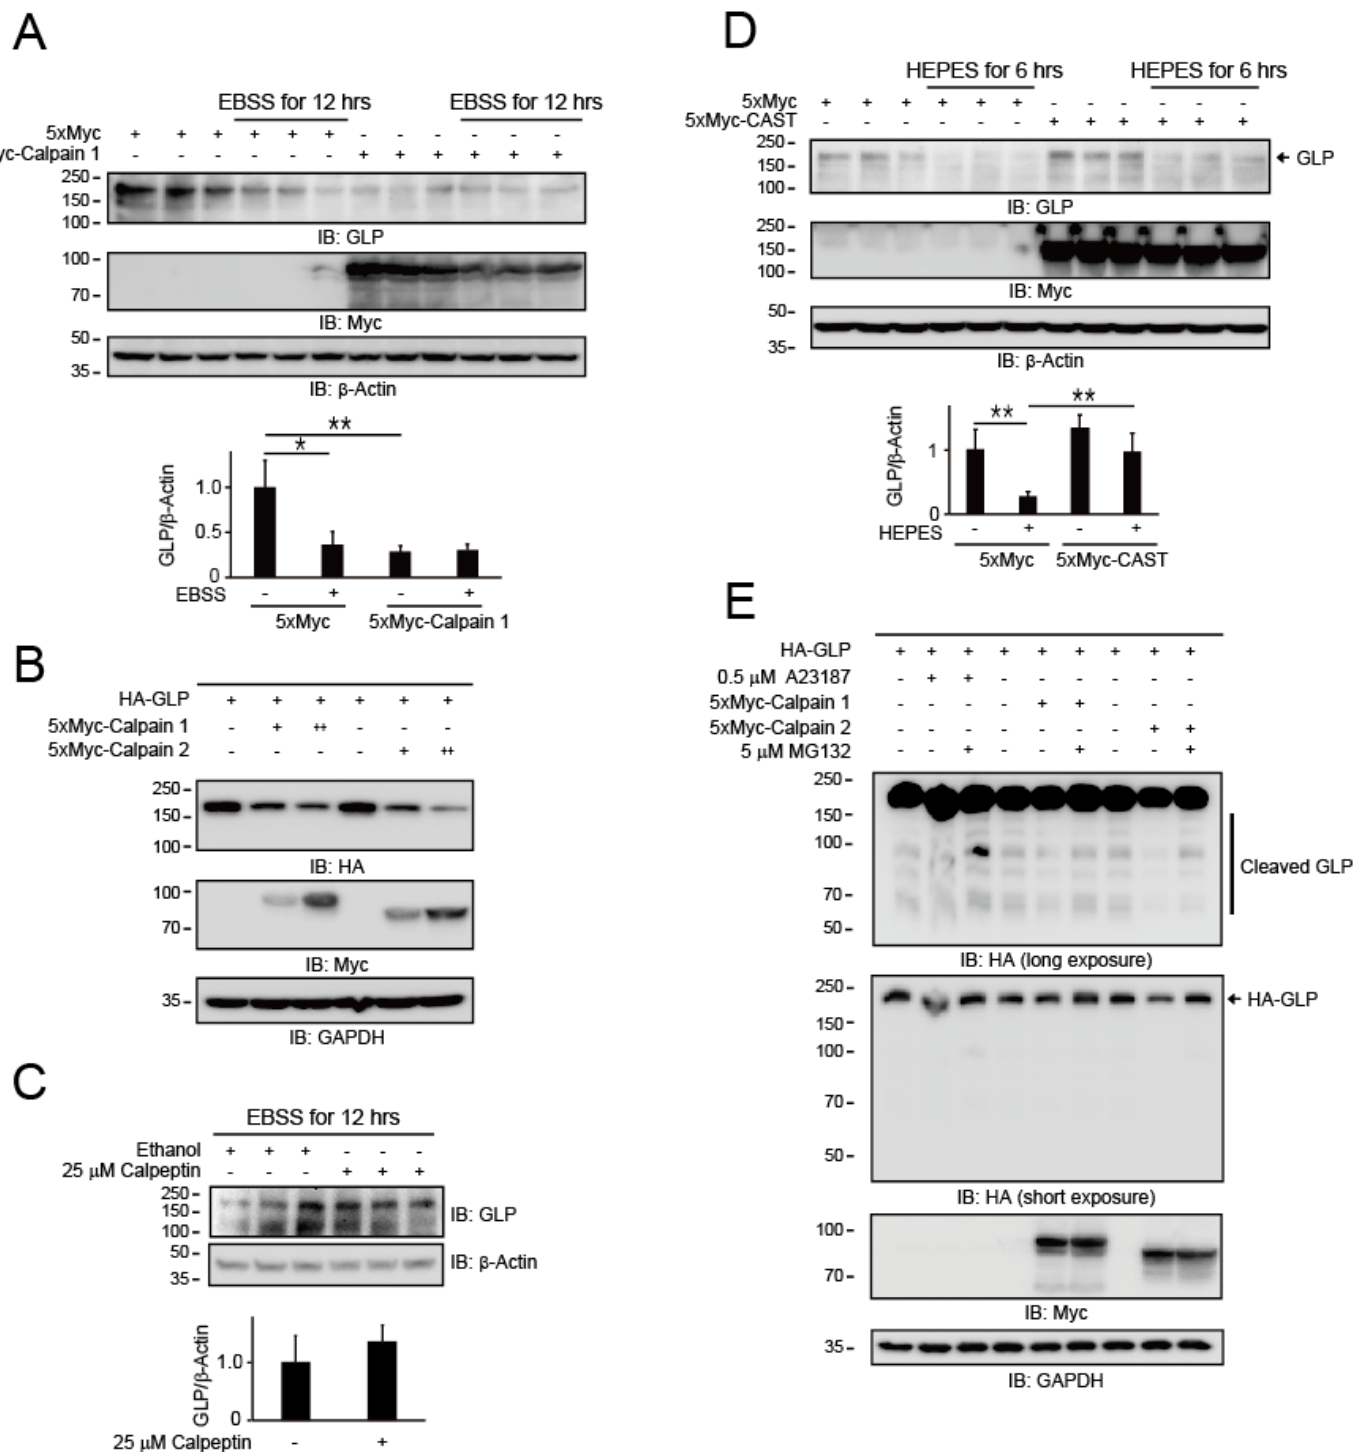 A
EBSS for 12 hrs EBSS for 12 hrs
5xMyc + + + + + + - - - - - -
yc-Calpain 1 - - - - - - + + + + + +
250-
150-
100-
IB: GLP
100-
70-
IB: Myc
50-
35-
IB: β-Actin
**
*
GLP/β-Actin
1.0
0.5
0
EBSS - + - +
5xMyc 5xMyc-Calpain 1
B
HA-GLP + + + + + +
5xMyc-Calpain 1 - + ++ - - -
5xMyc-Calpain 2 - - - - + ++
250-
150-
100-
IB: HA
100-
70-
IB: Myc
35-
IB: GAPDH
C
EBSS for 12 hrs
Ethanol + + + - - -
25 μM Calpeptin - - - + + +
250-
150-
100-
IB: GLP
50-
35-
IB: β-Actin
GLP/β-Actin
1.0
0
25 μM Calpeptin - +
D
HEPES for 6 hrs HEPES for 6 hrs
5xMyc + + + + + + - - - - - -
5xMyc-CAST - - - - - - + + + + + +
250-
150-
100-
← GLP
IB: GLP
250-
150-
100-
IB: Myc
50-
35-
IB: β-Actin
** **
GLP/β-Actin
1
0
HEPES - + - +
5xMyc 5xMyc-CAST
E
HA-GLP + + + + + + + + +
0.5 μM A23187 - + + - - - - - -
5xMyc-Calpain 1 - - - - + + - - -
5xMyc-Calpain 2 - - - - - - - + +
5 μM MG132 - - + - - + - - +
250-
150-
100-
70-
50-
Cleaved GLP
IB: HA (long exposure)
250-
150-
100-
70-
50-
← HA-GLP
IB: HA (short exposure)
100-
70-
IB: Myc
35-
IB: GAPDH